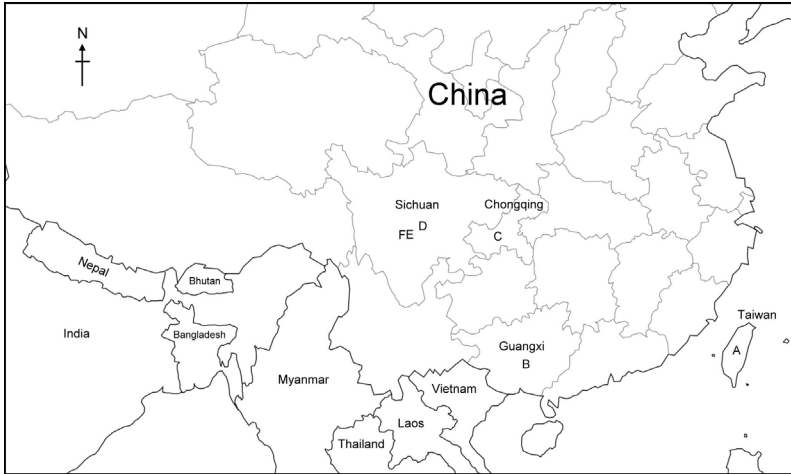 N
China
Sichuan
Chongqing
D
FE
C
Nepal
Bhutan
Taiwan
India
Bangladesh
Guangxi
A
B
Myanmar
Vietnam
Laos
Thailand